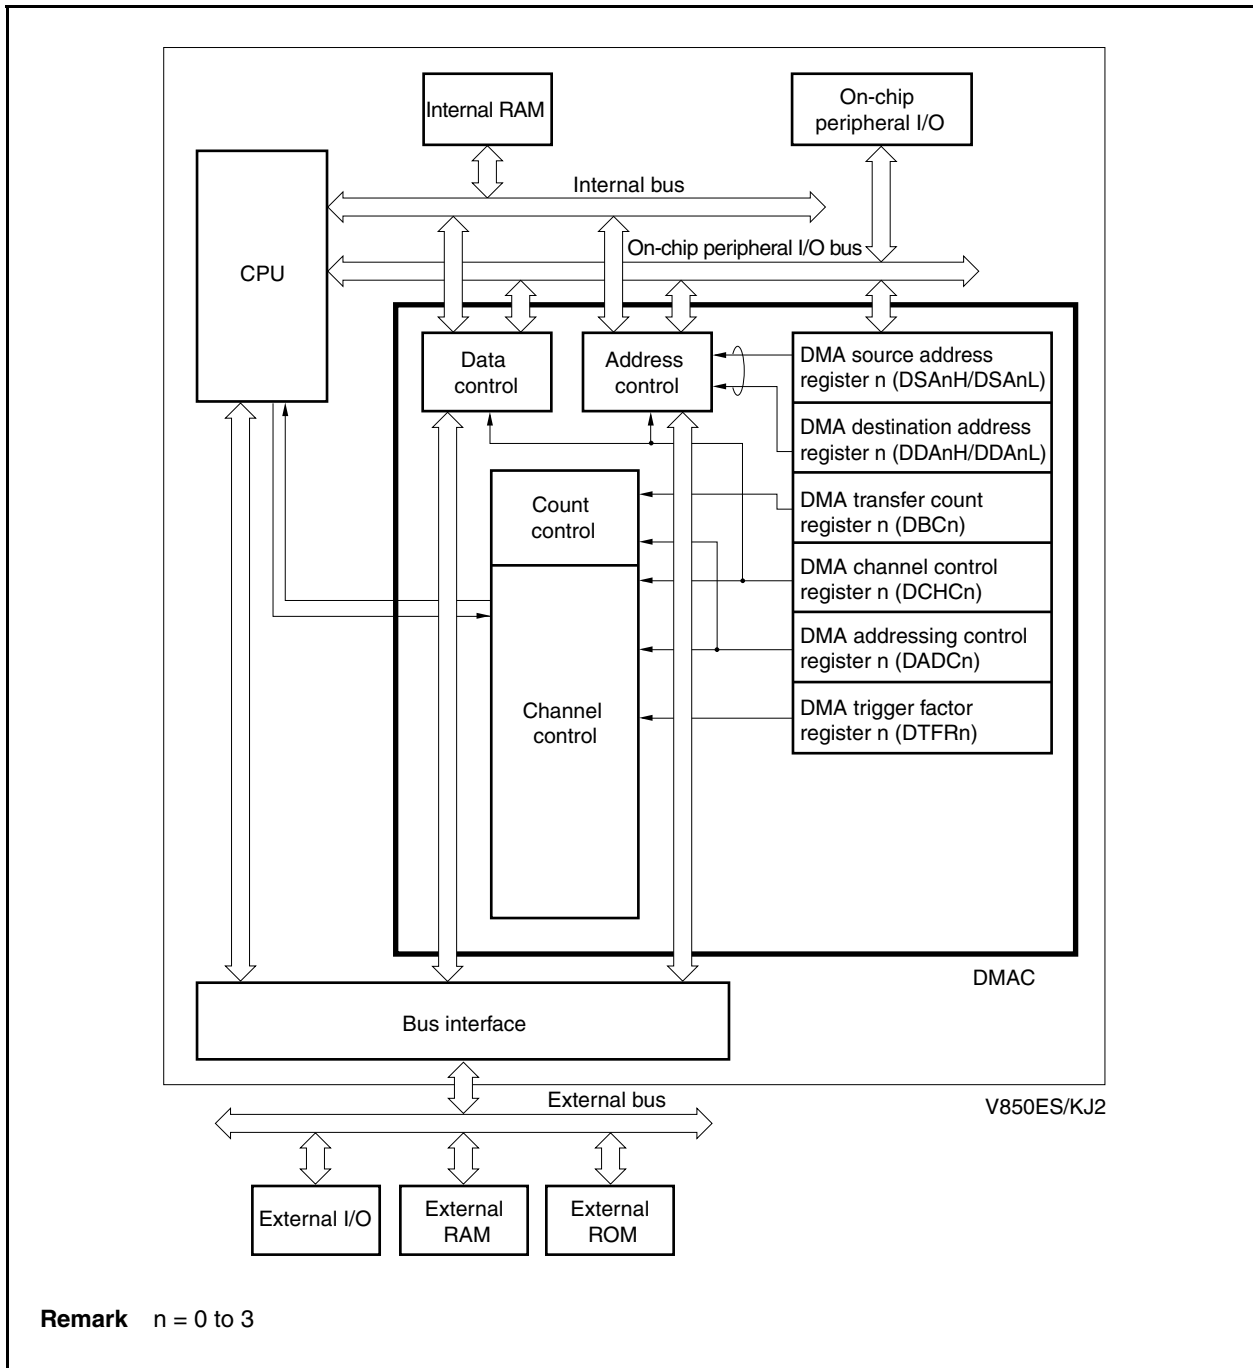 Internal RAM
On-chip
peripheral I/O
Internal bus
On-chip peripheral I/O bus
CPU
Data
control
Address
control
DMA source address
register n (DSAnH/DSAnL)
DMA destination address
register n (DDAnH/DDAnL)
Count
control
DMA transfer count
register n (DBCn)
DMA channel control
register n (DCHCn)
DMA addressing control
register n (DADCn)
Channel
control
DMA trigger factor
register n (DTFRn)
DMAC
Bus interface
V850ES/KJ2
External bus
External I/O
External
RAM
External
ROM
Remark n = 0 to 3